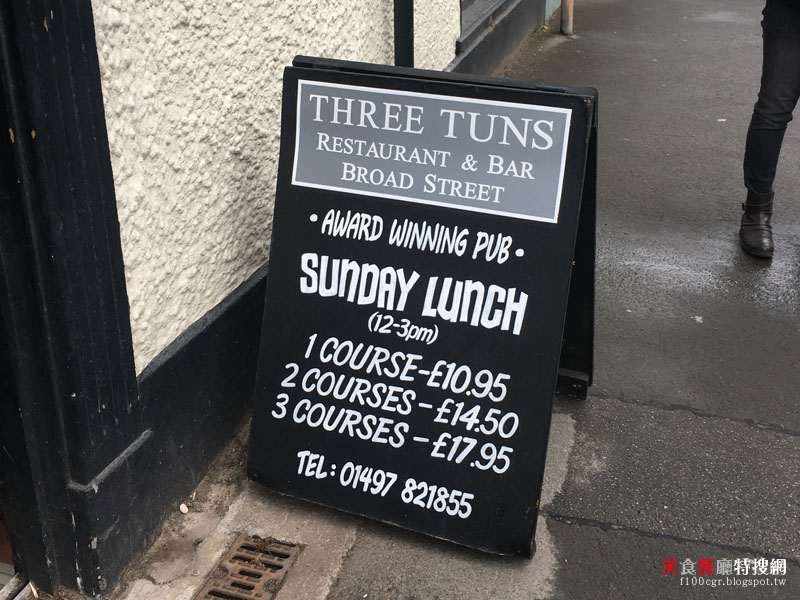 THREE TUNS
RESTAURANT & BAR
BROAD STREET
• AWARD WINNING PUB •
SUNDAY LUNCH
(12-3pm)
1 COURSE - £10.95
2 COURSES - £14.50
3 COURSES - £17.95
TEL: 01497 821855
美食餐廳特搜網
f100cgr.blogspot.tw